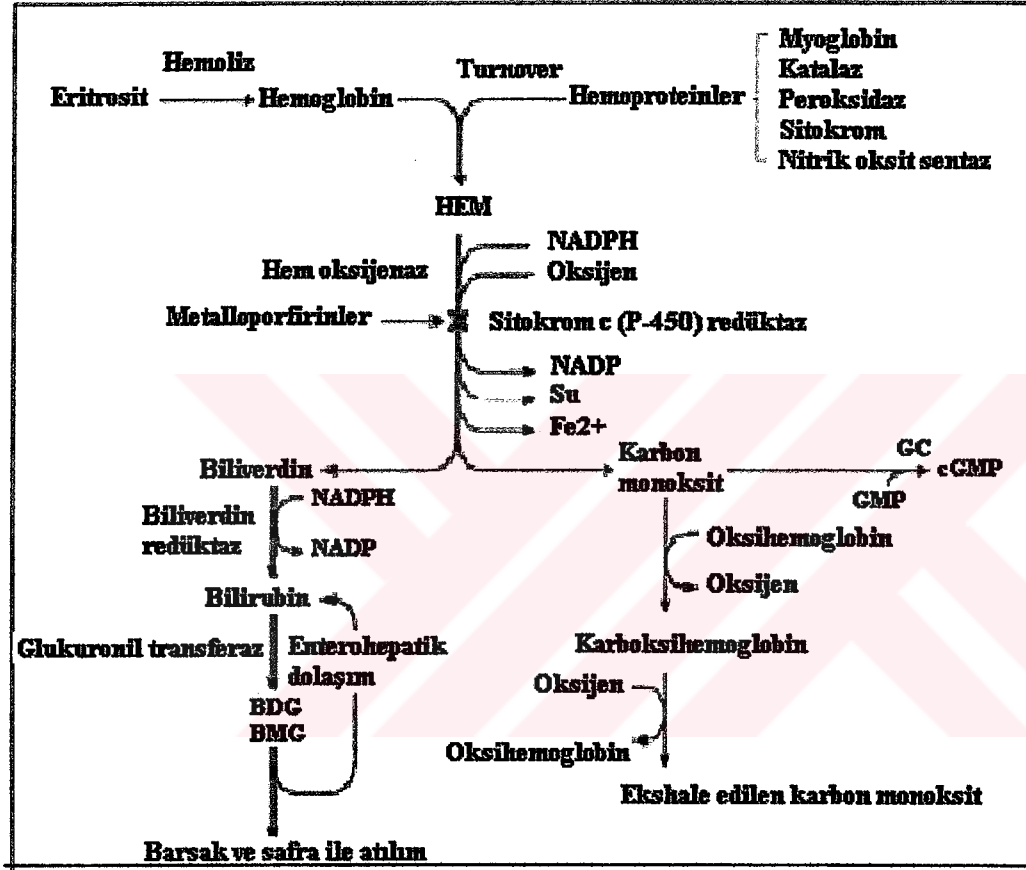 Hemoliz
Eritrosit
Hemoglobin
Turnover
Hemoproteinler
Myoglobin
Katalaz
Peroksidaz
Sitokrom
Nitrik oksit sentaz
HEM
Hem oksijenaz
NADPH
Oksijen
Metalloporfirinler
Sitokrom c (P-450) redüktaz
NADP
Su
Fe2+
Biliverdin
Karbon
monoksit
GC
GMP
cGMP
Biliverdin
redüktaz
NADPH
NADP
Oksihemoglobin
Oksijen
Bilirubin
Glukuronil transferaz
Enterohepatik
dolaşım
Karboksihemoglobin
BDG
BMG
Oksijen
Oksihemoglobin
Ekshale edilen karbon monoksit
Barsak ve safra ile atılım